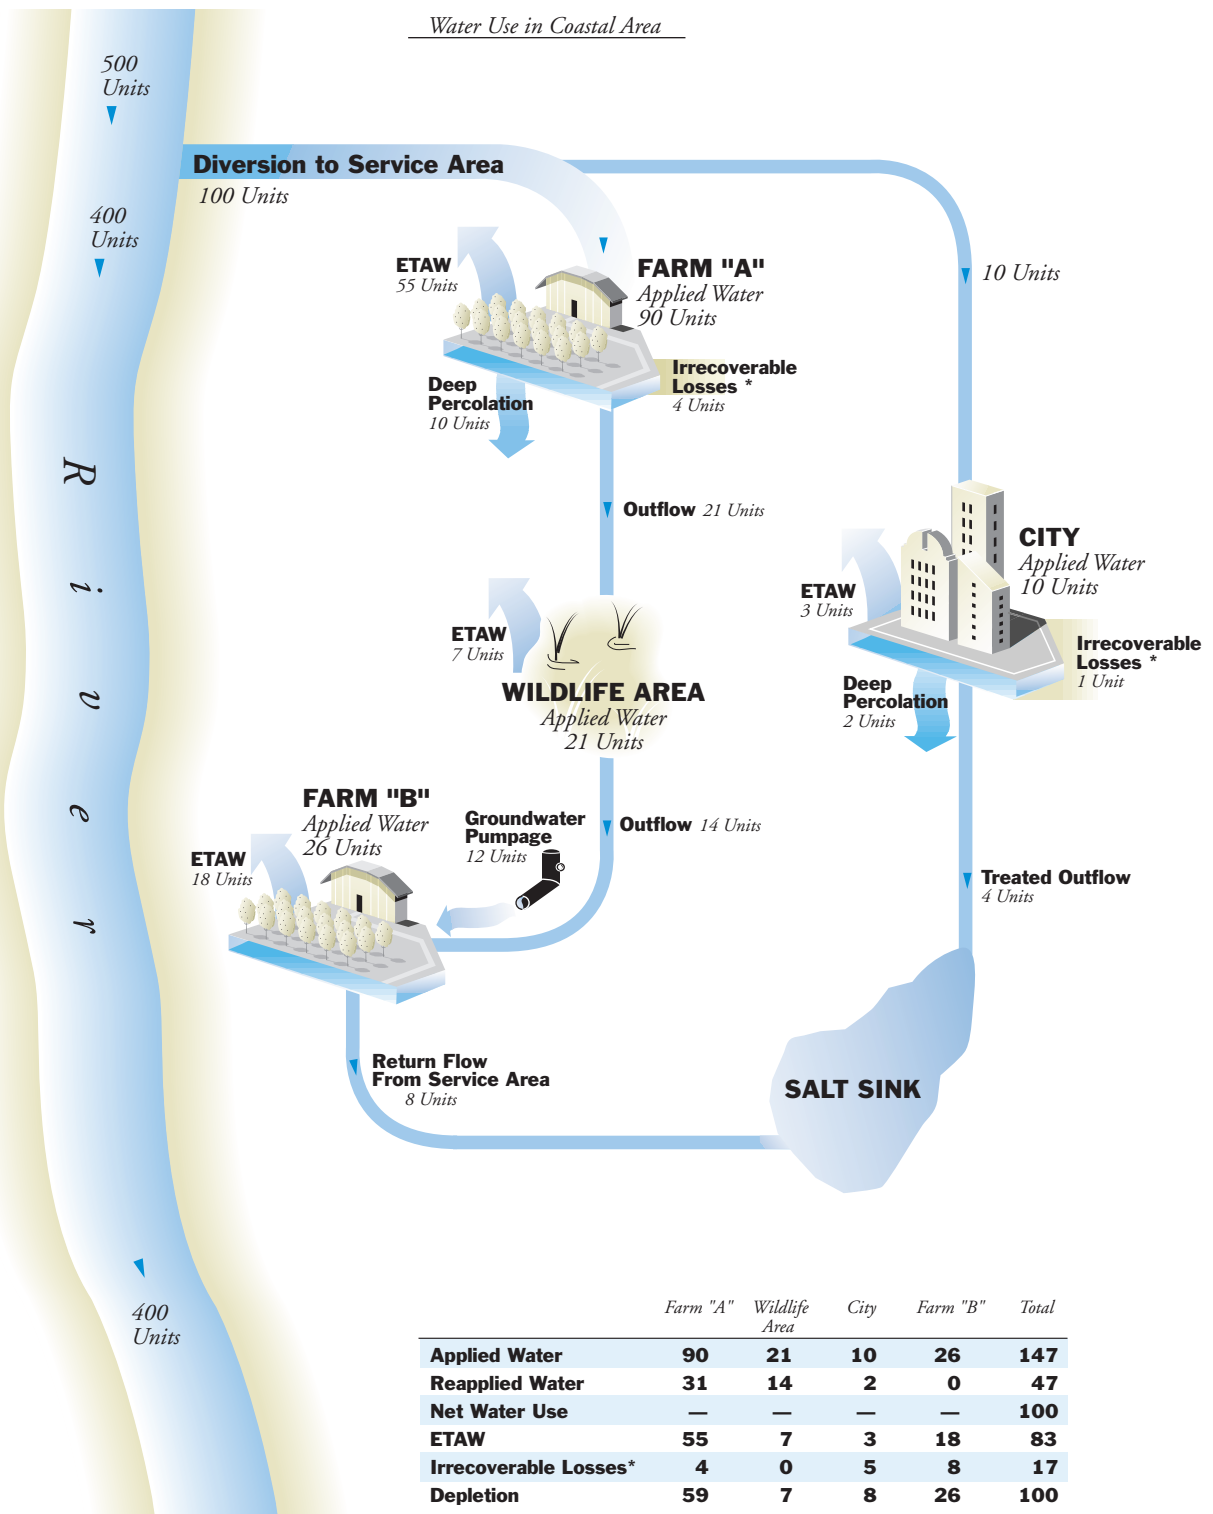 Water Use in Coastal Area
500
Units
Diversion to Service Area
100 Units
400
Units
ETAW
55 Units
FARM "A"
Applied Water
90 Units
10 Units
Irrecoverable
Losses *
4 Units
Deep
Percolation
10 Units
River
Outflow 21 Units
CITY
Applied Water
10 Units
ETAW
3 Units
ETAW
7 Units
Irrecoverable
Losses *
1 Unit
WILDLIFE AREA
Applied Water
21 Units
Deep
Percolation
2 Units
FARM "B"
Applied Water
26 Units
Groundwater
Pumpage
12 Units
Outflow 14 Units
ETAW
18 Units
Treated Outflow
4 Units
Return Flow
From Service Area
8 Units
SALT SINK
400
Units
Farm "A" Wildlife Area City Farm "B" Total
Applied Water 90 21 10 26 147
Reapplied Water 31 14 2 0 47
Net Water Use — — — — 100
ETAW 55 7 3 18 83
Irrecoverable Losses* 4 0 5 8 17
Depletion 59 7 8 26 100